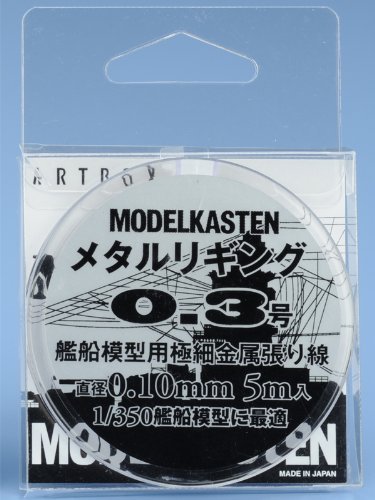 ARTBOX
MODELKASTEN
メタルリギング
0.3号
艦船模型用極細金属張り線
直径0.10mm 5m入
1/350艦船模型に最適
MODELKASTEN
MADE IN JAPAN